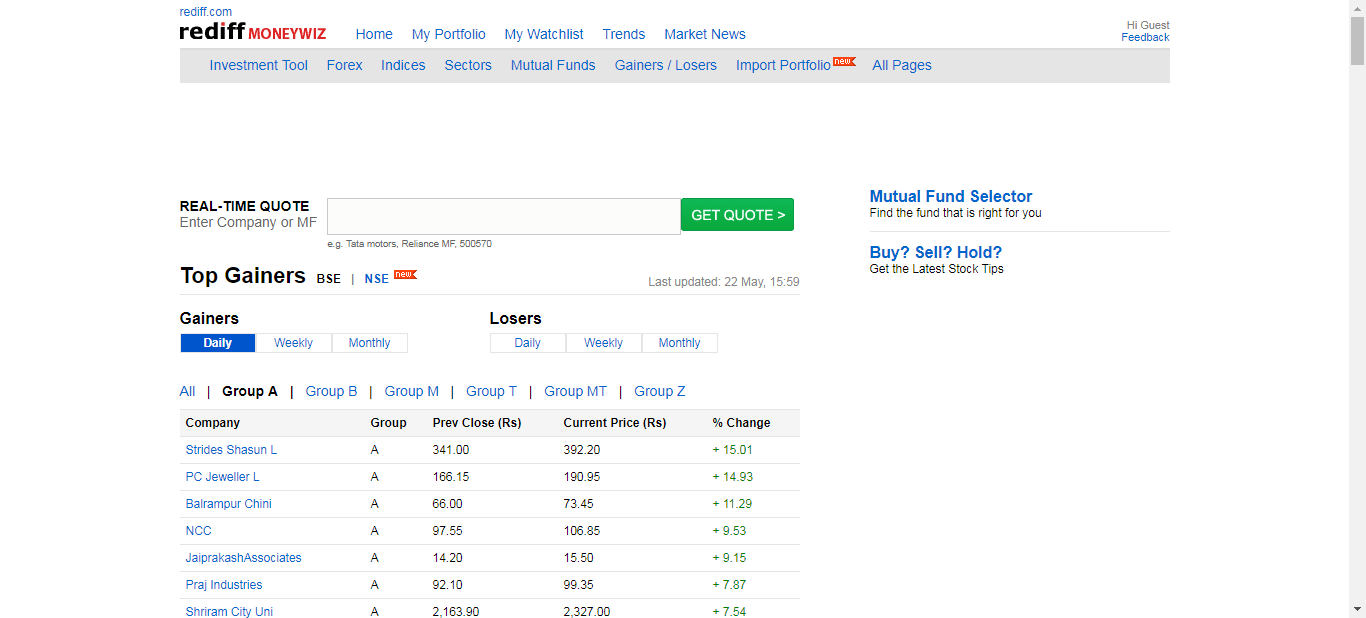 rediff.com
rediff MONEYWIZ Home My Portfolio My Watchlist Trends Market News
Hi Guest
Feedback
Investment Tool Forex Indices Sectors Mutual Funds Gainers / Losers Import Portfolio new All Pages
REAL-TIME QUOTE
Enter Company or MF
GET QUOTE >
e.g. Tata motors, Reliance MF, 500570
Mutual Fund Selector
Find the fund that is right for you
Buy? Sell? Hold?
Get the Latest Stock Tips
Top Gainers BSE | NSE new Last updated: 22 May, 15:59
Gainers Losers
Daily Weekly Monthly Daily Weekly Monthly
All | Group A | Group B | Group M | Group T | Group MT | Group Z
Company Group Prev Close (Rs) Current Price (Rs) % Change
Strides Shasun L A 341.00 392.20 + 15.01
PC Jeweller L A 166.15 190.95 + 14.93
Balrampur Chini A 66.00 73.45 + 11.29
NCC A 97.55 106.85 + 9.53
JaiprakashAssociates A 14.20 15.50 + 9.15
Praj Industries A 92.10 99.35 + 7.87
Shriram City Uni A 2,163.90 2,327.00 + 7.54